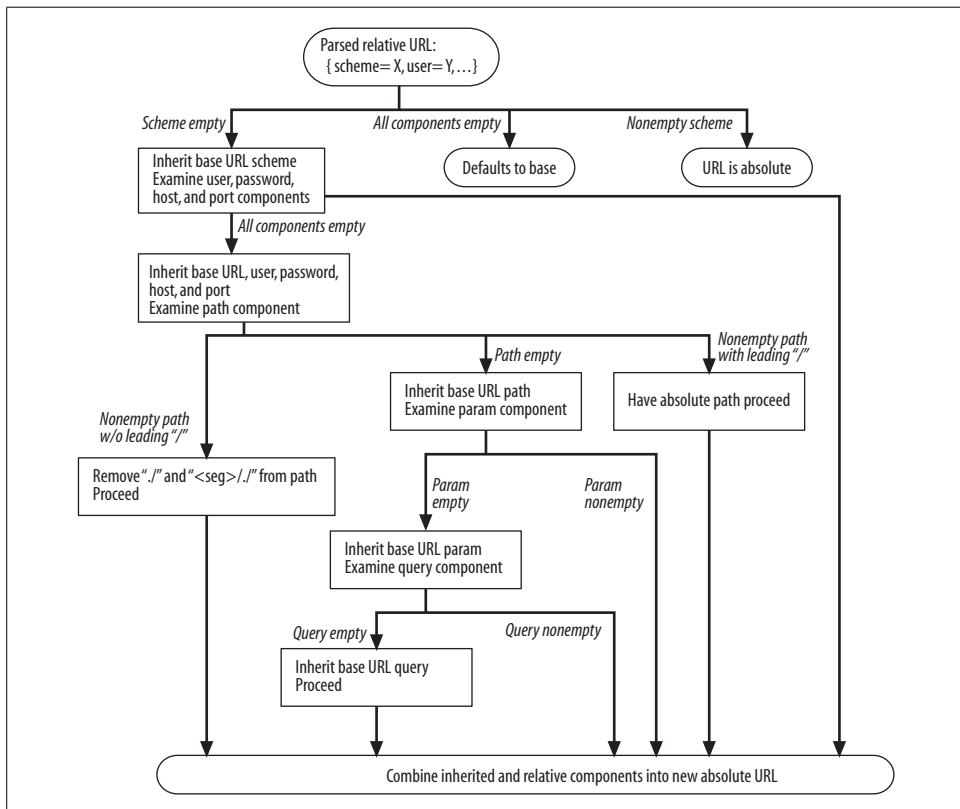 Parsed relative URL:
{ scheme= X, user= Y,…}
Scheme empty
All components empty
Nonempty scheme
Inherit base URL scheme
Examine user, password,
host, and port components
Defaults to base
URL is absolute
All components empty
Inherit base URL, user, password,
host, and port
Examine path component
Nonempty path
w/o leading “/”
Path empty
Nonempty path
with leading “/”
Inherit base URL path
Examine param component
Have absolute path proceed
Remove “./” and “<seg>/./” from path
Proceed
Param
empty
Param
nonempty
Inherit base URL param
Examine query component
Query empty
Query nonempty
Inherit base URL query
Proceed
Combine inherited and relative components into new absolute URL